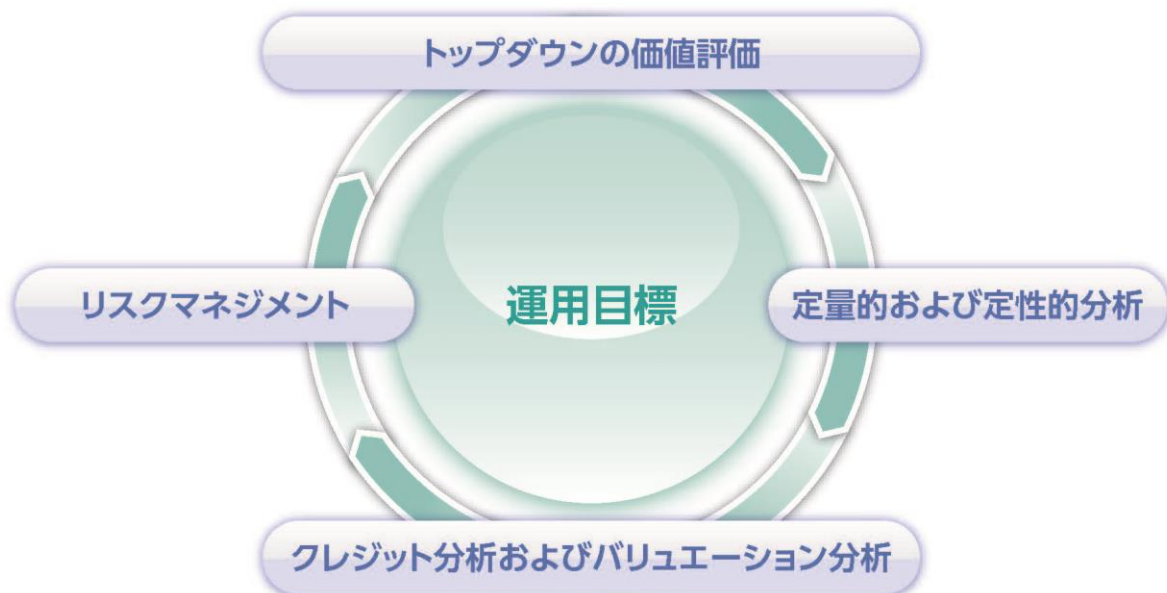 トップダウンの価値評価
リスクマネジメント
運用目標
定量的および定性的分析
クレジット分析およびバリュエーション分析